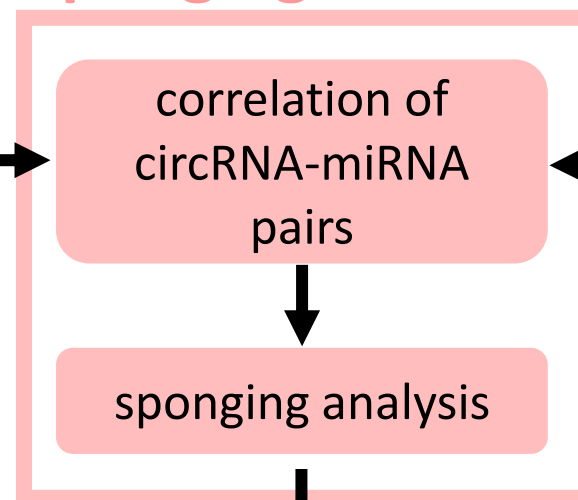 correlation of
circRNA-miRNA
pairs
sponging analysis